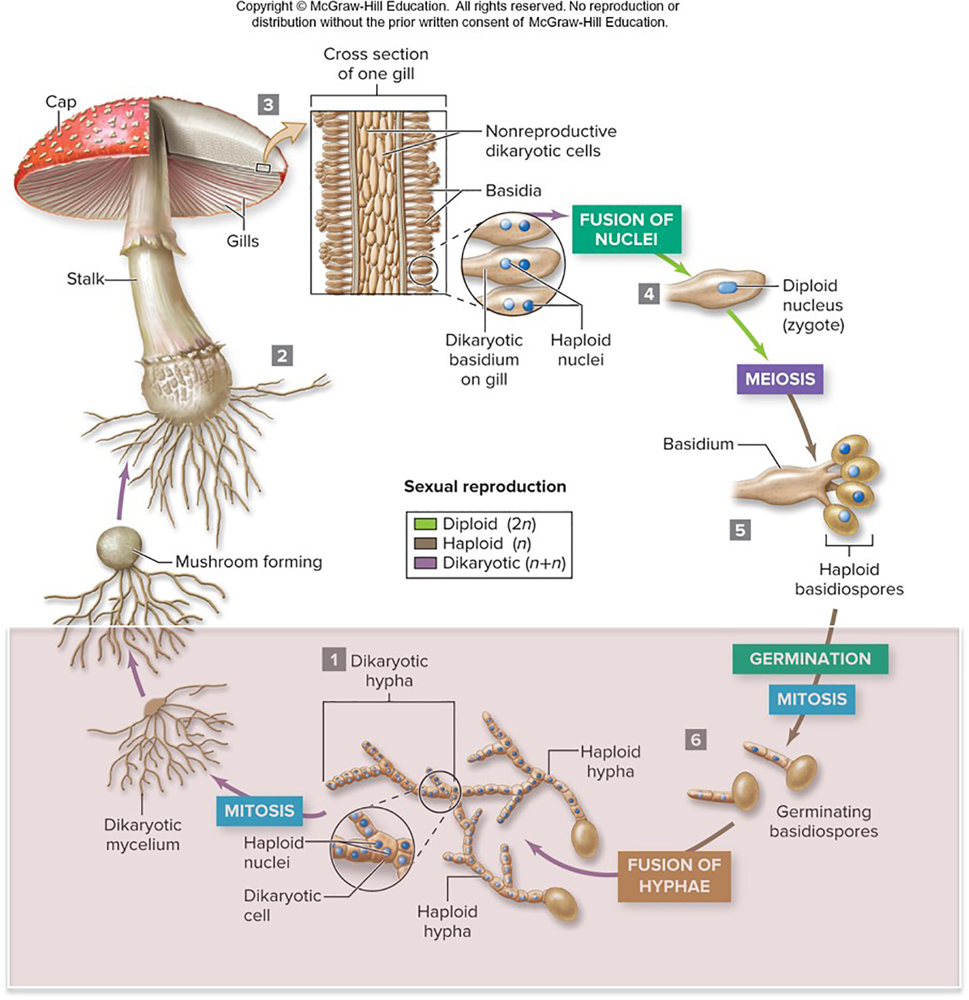 Copyright © McGraw-Hill Education. All rights reserved. No reproduction or
distribution without the prior written consent of McGraw-Hill Education.
Cross section
of one gill
Cap
3
Nonreproductive
dikaryotic cells
Basidia
Gills
FUSION OF
NUCLEI
Stalk
4
Diploid
nucleus
(zygote)
Dikaryotic
basidium
on gill
Haploid
nuclei
2
MEIOSIS
Basidium
5
Haploid
basidiospores
Sexual reproduction
Diploid (2n)
Haploid (n)
Dikaryotic (n+n)
Mushroom forming
1
Dikaryotic
hypha
GERMINATION
MITOSIS
6
Haploid
hypha
Germinating
basidiospores
MITOSIS
Dikaryotic
mycelium
Haploid
nuclei
Dikaryotic
cell
Haploid
hypha
FUSION OF
HYPHAE